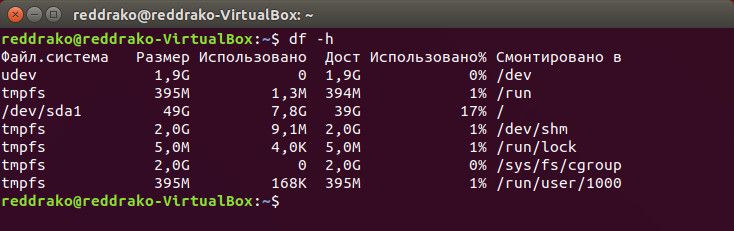 reddrako@reddrako-VirtualBox: ~
reddrako@reddrako-VirtualBox:~$ df -h
Файл.система Размер Использовано Дост Использовано% Смонтировано в
udev 1,9G 0 1,9G 0% /dev
tmpfs 395M 1,3M 394M 1% /run
/dev/sda1 49G 7,8G 39G 17% /
tmpfs 2,0G 9,1M 2,0G 1% /dev/shm
tmpfs 5,0M 4,0K 5,0M 1% /run/lock
tmpfs 2,0G 0 2,0G 0% /sys/fs/cgroup
tmpfs 395M 168K 395M 1% /run/user/1000
reddrako@reddrako-VirtualBox:~$